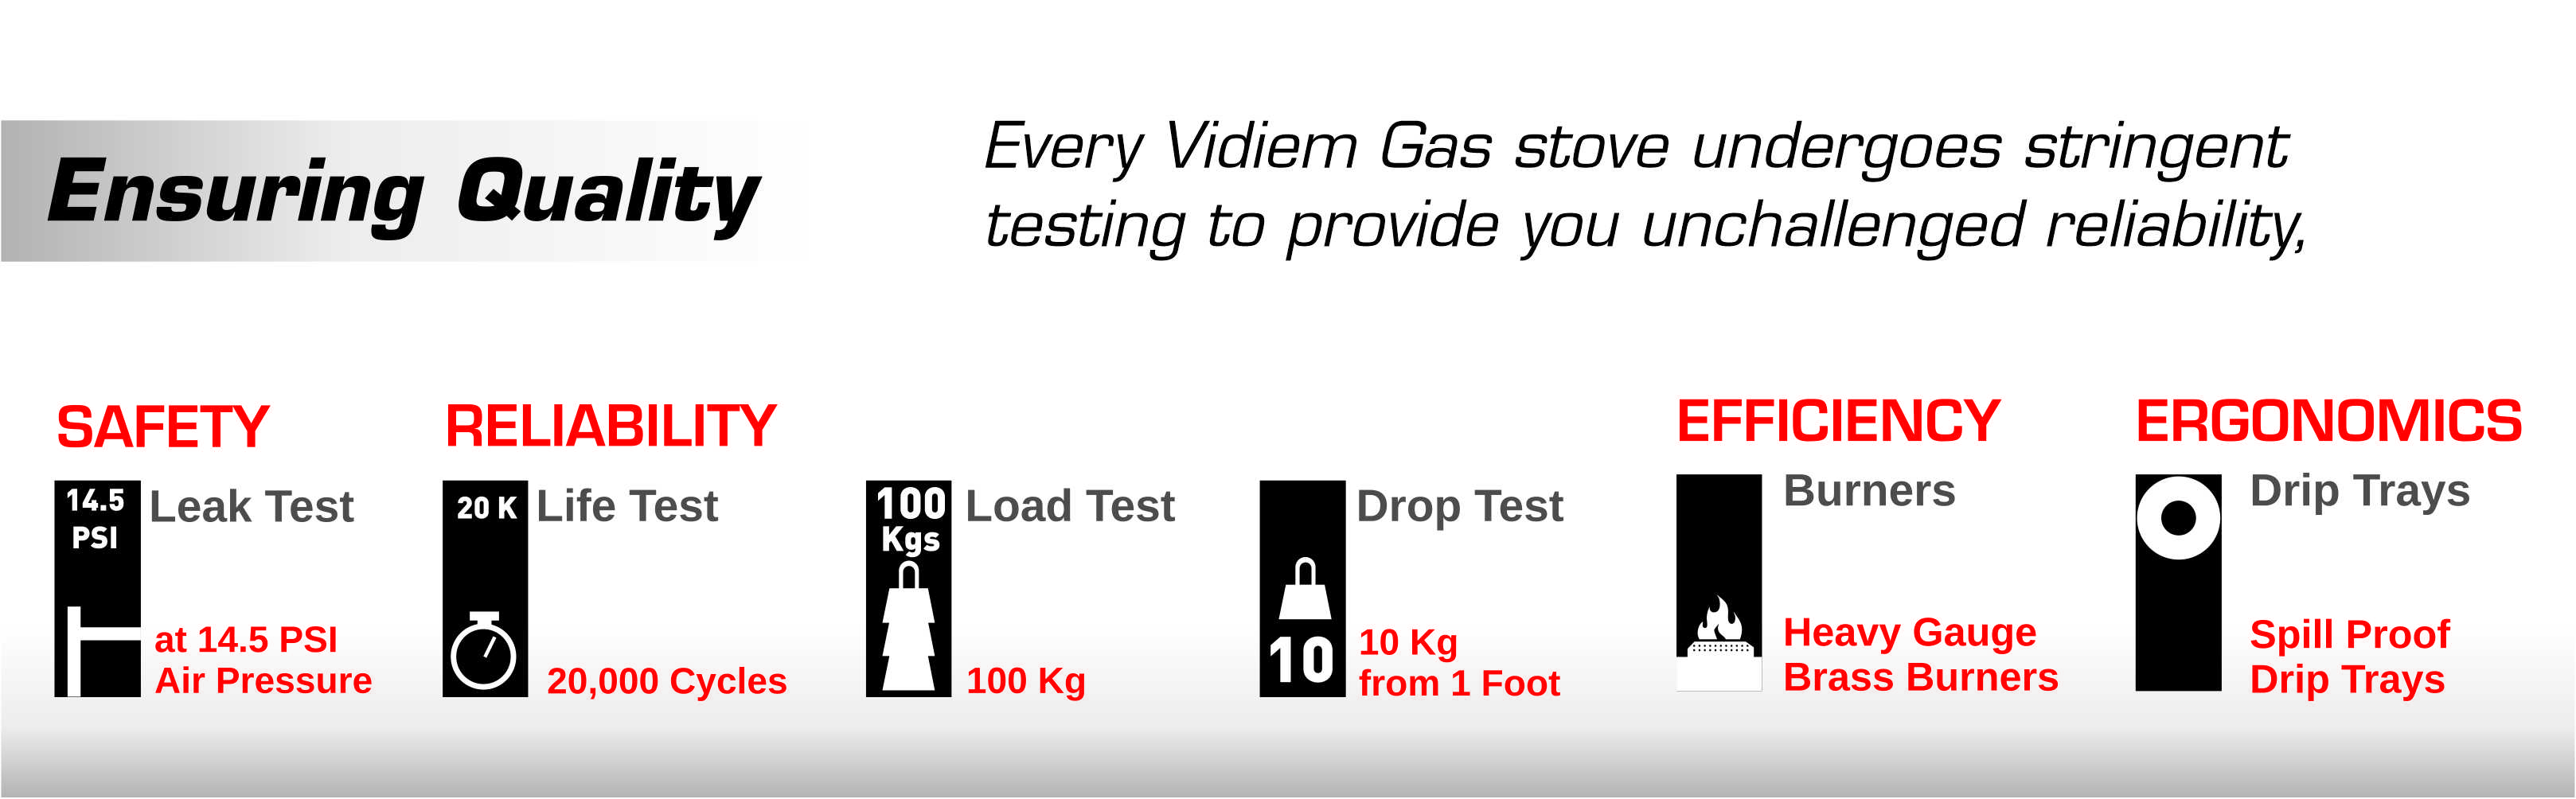 Ensuring Quality
Every Vidiem Gas stove undergoes stringent
testing to provide you unchallenged reliability,
SAFETY
14.5
PSI
Leak Test
at 14.5 PSI
Air Pressure
RELIABILITY
20 K
Life Test
20,000 Cycles
100
Kgs
Load Test
100 Kg
Drop Test
10
10 Kg
from 1 Foot
EFFICIENCY
Burners
Heavy Gauge
Brass Burners
ERGONOMICS
Drip Trays
Spill Proof
Drip Trays